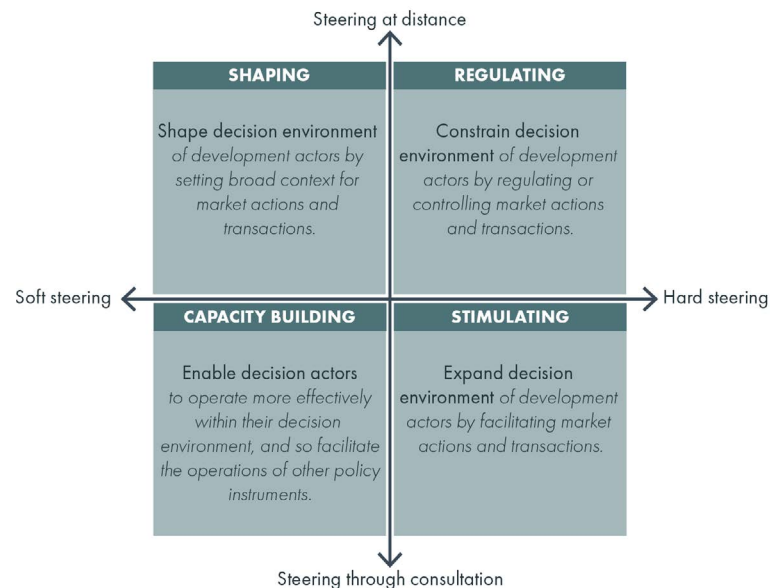 Steering at distance
SHAPING
Shape decision environment
of development actors by
setting broad context for
market actions and
transactions.
REGULATING
Constrain decision
environment of development
actors by regulating or
controlling market actions
and transactions.
Soft steering
Hard steering
CAPACITY BUILDING
Enable decision actors
to operate more effectively
within their decision
environment, and so facilitate
the operations of other policy
instruments.
STIMULATING
Expand decision
environment of development
actors by facilitating market
actions and transactions.
Steering through consultation